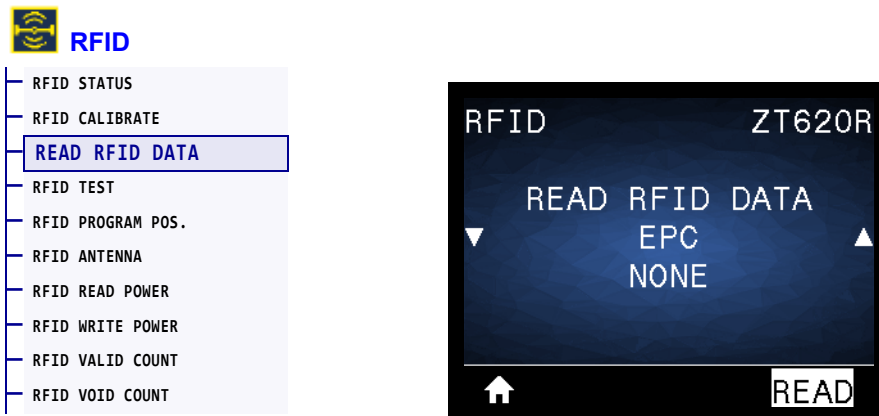 RFID
RFID STATUS
RFID CALIBRATE
READ RFID DATA
RFID TEST
RFID PROGRAM POS.
RFID ANTENNA
RFID READ POWER
RFID WRITE POWER
RFID VALID COUNT
RFID VOID COUNT
RFID ZT620R
READ RFID DATA
EPC
NONE
READ